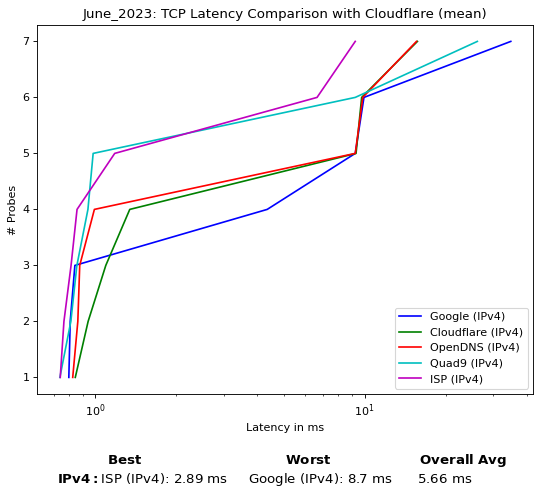 June_2023: TCP Latency Comparison with Cloudflare (mean)
# Probes
7
6
5
4
3
2
1
Google (IPv4)
Cloudflare (IPv4)
OpenDNS (IPv4)
Quad9 (IPv4)
ISP (IPv4)
10⁰ 10¹
Latency in ms
Best Worst Overall Avg
IPv4: ISP (IPv4): 2.89 ms Google (IPv4): 8.7 ms 5.66 ms